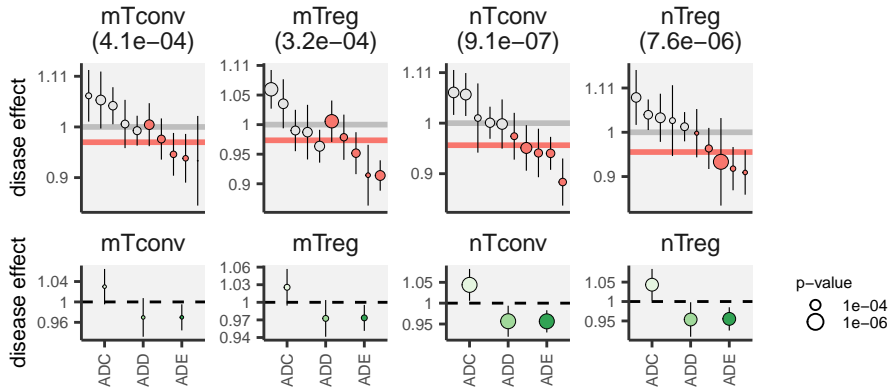 mTconv mTreg nTconv nTreg
(4.1e−04) (3.2e−04) (9.1e−07) (7.6e−06)
disase effect
1.11 1 0.9
1.11 1.05 1 0.95 0.9
1.11 1 0.9
1.11 1 0.9
mTconv mTreg nTconv nTreg
disease effect
1.04 1 0.96
1.06 1.03 1 0.97 0.94
1.05 1 0.95
1.05 1 0.95
ADC ADD ADE
ADC ADD ADE
ADC ADD ADE
ADC ADD ADE
p−value
1e−04
1e−06